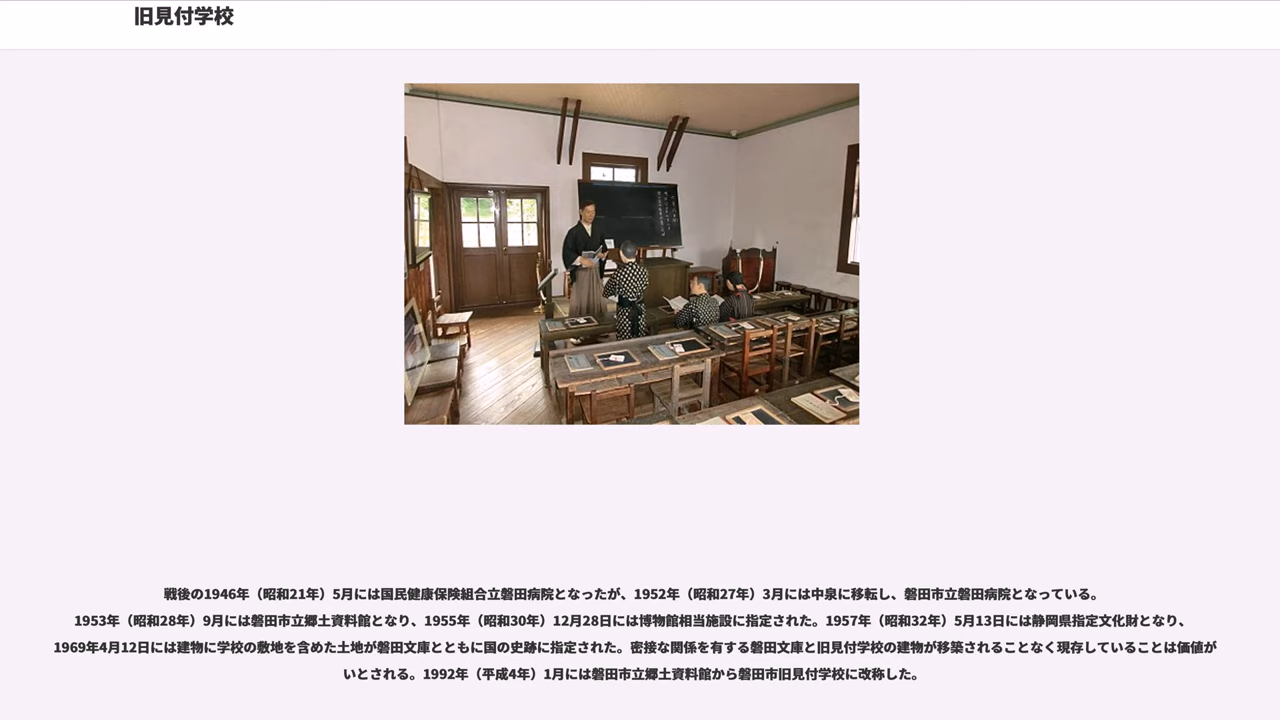 旧見付学校
戦後の1946年（昭和21年）5月には国民健康保険組合立磐田病院となったが、1952年（昭和27年）3月には中泉に移転し、磐田市立磐田病院となっている。
1953年（昭和28年）9月には磐田市立郷土資料館となり、1955年（昭和30年）12月28日には博物館相当施設に指定された。1957年（昭和32年）5月13日には静岡県指定文化財となり、
1969年4月12日には建物に学校の敷地を含めた土地が磐田文庫とともに国の史跡に指定された。密接な関係を有する磐田文庫と旧見付学校の建物が移築されることなく現存していることは価値が
いとされる。1992年（平成4年）1月には磐田市立郷土資料館から磐田市旧見付学校に改称した。